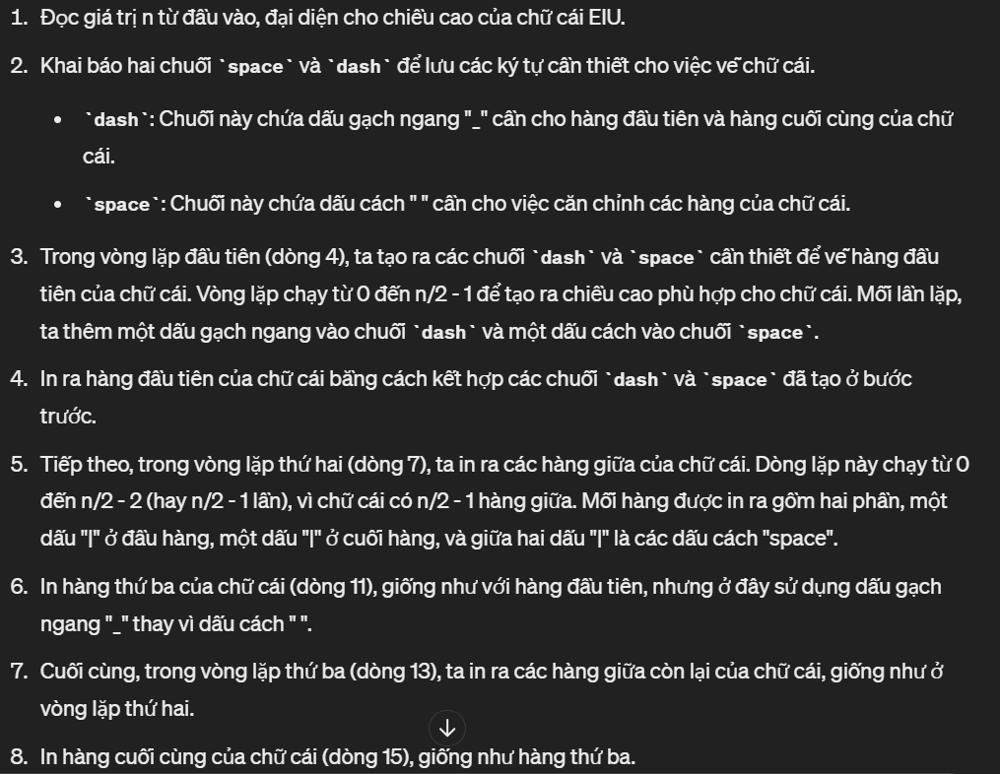 1. Đọc giá trị n từ đầu vào, đại diện cho chiều cao của chữ cái EIU.
2. Khai báo hai chuỗi `space` và `dash` để lưu các ký tự cần thiết cho việc vẽ chữ cái.
• `dash`: Chuỗi này chứa dấu gạch ngang "_" cần cho hàng đầu tiên và hàng cuối cùng của chữ
cái.
• `space`: Chuỗi này chứa dấu cách " " cần cho việc căn chỉnh các hàng của chữ cái.
3. Trong vòng lặp đầu tiên (dòng 4), ta tạo ra các chuỗi `dash` và `space` cần thiết để vẽ hàng đầu
tiên của chữ cái. Vòng lặp chạy từ 0 đến n/2 - 1 để tạo ra chiều cao phù hợp cho chữ cái. Mỗi lần lặp,
ta thêm một dấu gạch ngang vào chuỗi `dash` và một dấu cách vào chuỗi `space`.
4. In ra hàng đầu tiên của chữ cái bằng cách kết hợp các chuỗi `dash` và `space` đã tạo ở bước
trước.
5. Tiếp theo, trong vòng lặp thứ hai (dòng 7), ta in ra các hàng giữa của chữ cái. Dòng lặp này chạy từ 0
đến n/2 - 2 (hay n/2 - 1 lần), vì chữ cái có n/2 - 1 hàng giữa. Mỗi hàng được in ra gồm hai phần, một
dấu "|" ở đầu hàng, một dấu "|" ở cuối hàng, và giữa hai dấu "|" là các dấu cách "space".
6. In hàng thứ ba của chữ cái (dòng 11), giống như với hàng đầu tiên, nhưng ở đây sử dụng dấu gạch
ngang "_" thay vì dấu cách " ".
7. Cuối cùng, trong vòng lặp thứ ba (dòng 13), ta in ra các hàng giữa còn lại của chữ cái, giống như ở
vòng lặp thứ hai.
8. In hàng cuối cùng của chữ cái (dòng 15), giống như hàng thứ ba.